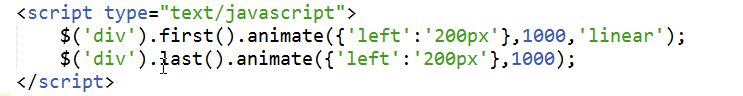 <script type="text/javascript">
    $('div').first().animate({'left':'200px'},1000,'linear');
    $('div').last().animate({'left':'200px'},1000);
</script>